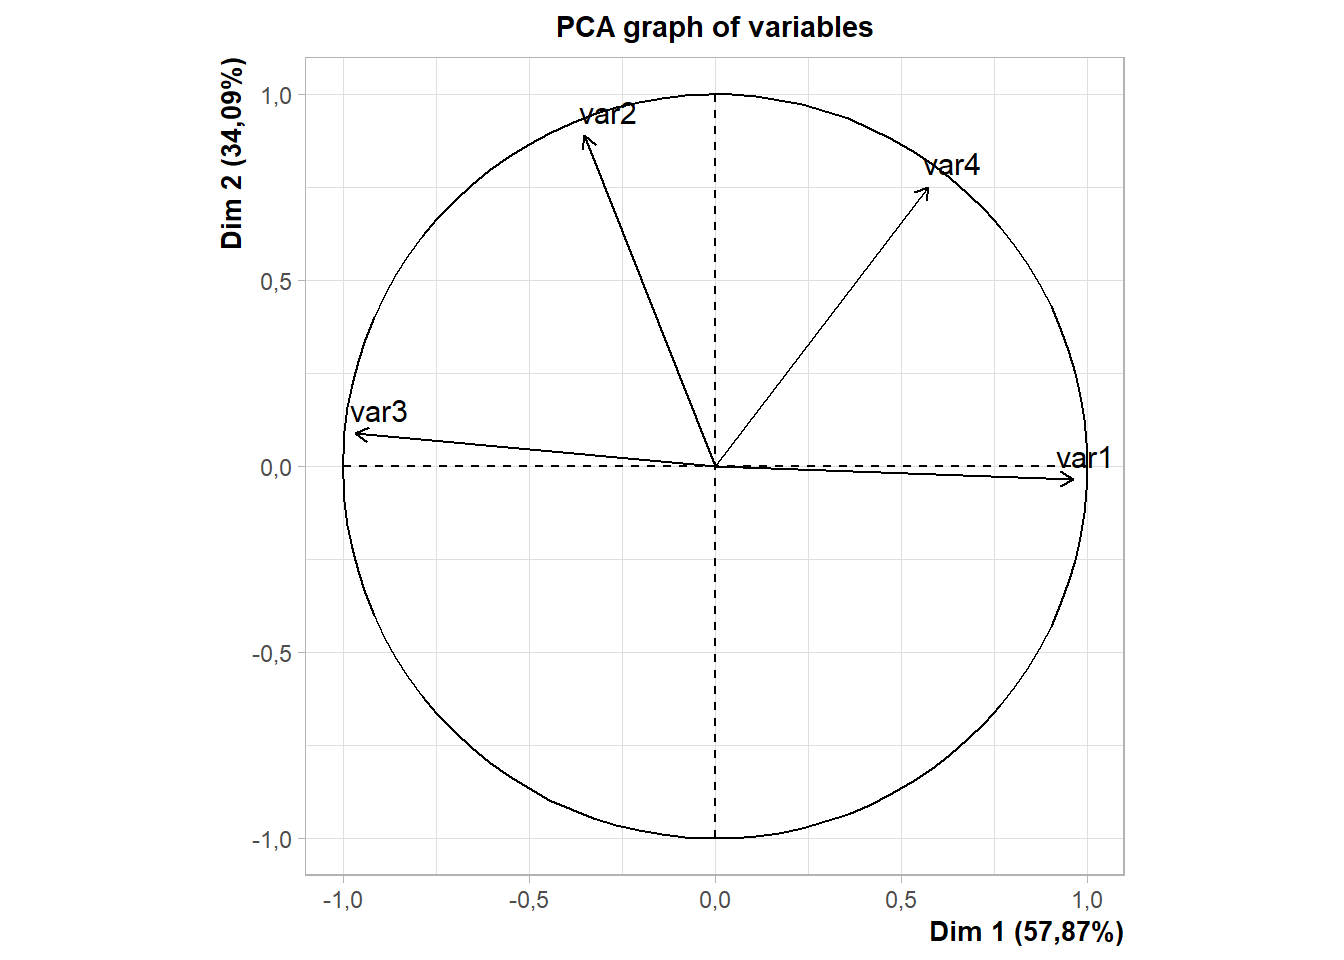 PCA graph of variables
Dim 2 (34,09%)
1,0
0,5
0,0
-0,5
-1,0
var2
var4
var3
var1
-1,0
-0,5
0,0
0,5
1,0
Dim 1 (57,87%)